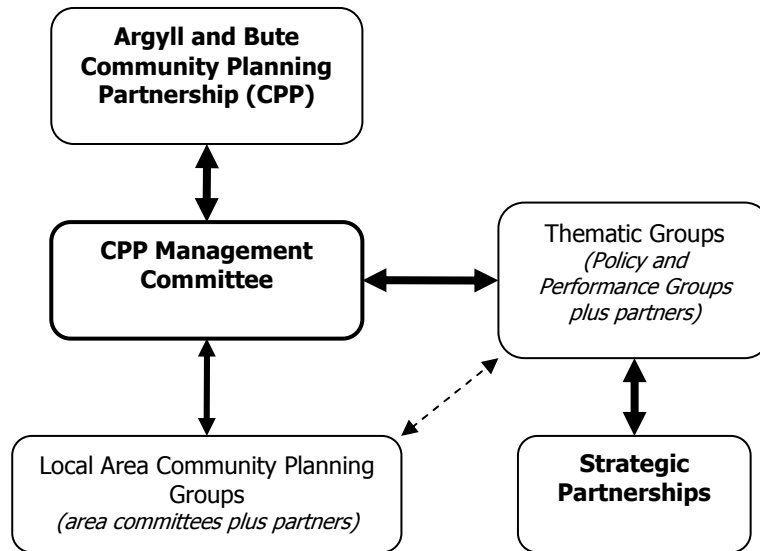 Argyll and Bute
Community Planning
Partnership (CPP)
CPP Management
Committee
Thematic Groups
(Policy and
Performance Groups
plus partners)
Local Area Community Planning
Groups
(area committees plus partners)
Strategic
Partnerships